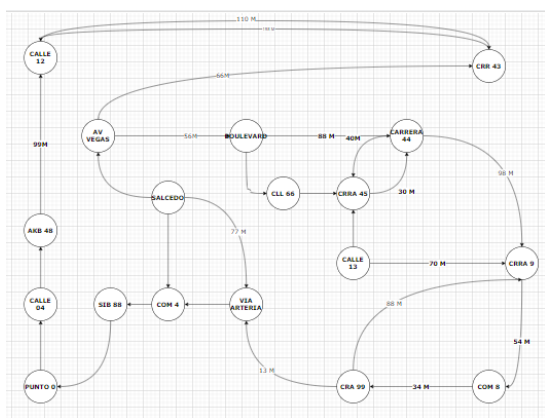 110 M
CALLE
12
CRR 43
66M
AV
VEGAS
56M
BOULEVARD
88 M
40M
CARRERA
44
99M
98 M
SALCEDO
CLL 66
CRRA 45
30 M
AKB 48
77 M
CALLE
13
70 M
CRRA 9
CALLE
04
SIB 88
COM 4
VIA
ARTERIA
88 M
54 M
13 M
PUNTO 0
CRA 99
34 M
COM 8